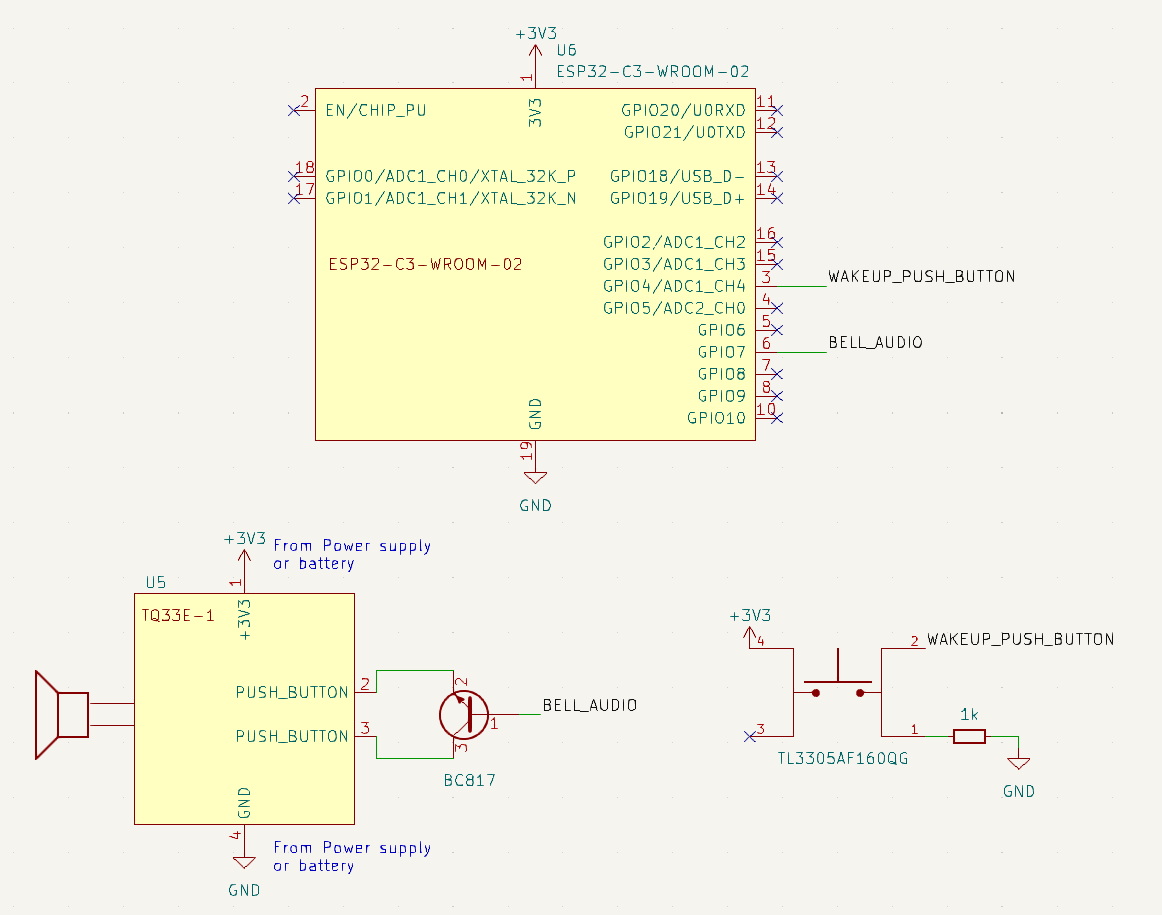 +3V3
U6
ESP32-C3-WROOM-02
1
3V3
2 EN/CHIP_PU
GPIO20/U0RXD 11
GPIO21/U0TXD 12
18 GPIO0/ADC1_CH0/XTAL_32K_P
GPIO18/USB_D- 13
17 GPIO1/ADC1_CH1/XTAL_32K_N
GPIO19/USB_D+ 14
GPIO2/ADC1_CH2 16
ESP32-C3-WROOM-02
GPIO3/ADC1_CH3 15
GPIO4/ADC1_CH4 3 WAKEUP_PUSH_BUTTON
GPIO5/ADC2_CH0 4
GPIO6 5
GPIO7 6 BELL_AUDIO
GPIO8 7
GPIO9 8
GPIO10 10
GND
19
GND
+3V3
From Power supply
or battery
U5
1
TQ33E-1
+3V3
PUSH_BUTTON 2
PUSH_BUTTON 3
GND
4
From Power supply
or battery
GND
2
1
3
BELL_AUDIO
BC817
+3V3
4
2 WAKEUP_PUSH_BUTTON
3
1
1k
TL3305AF160QG
GND